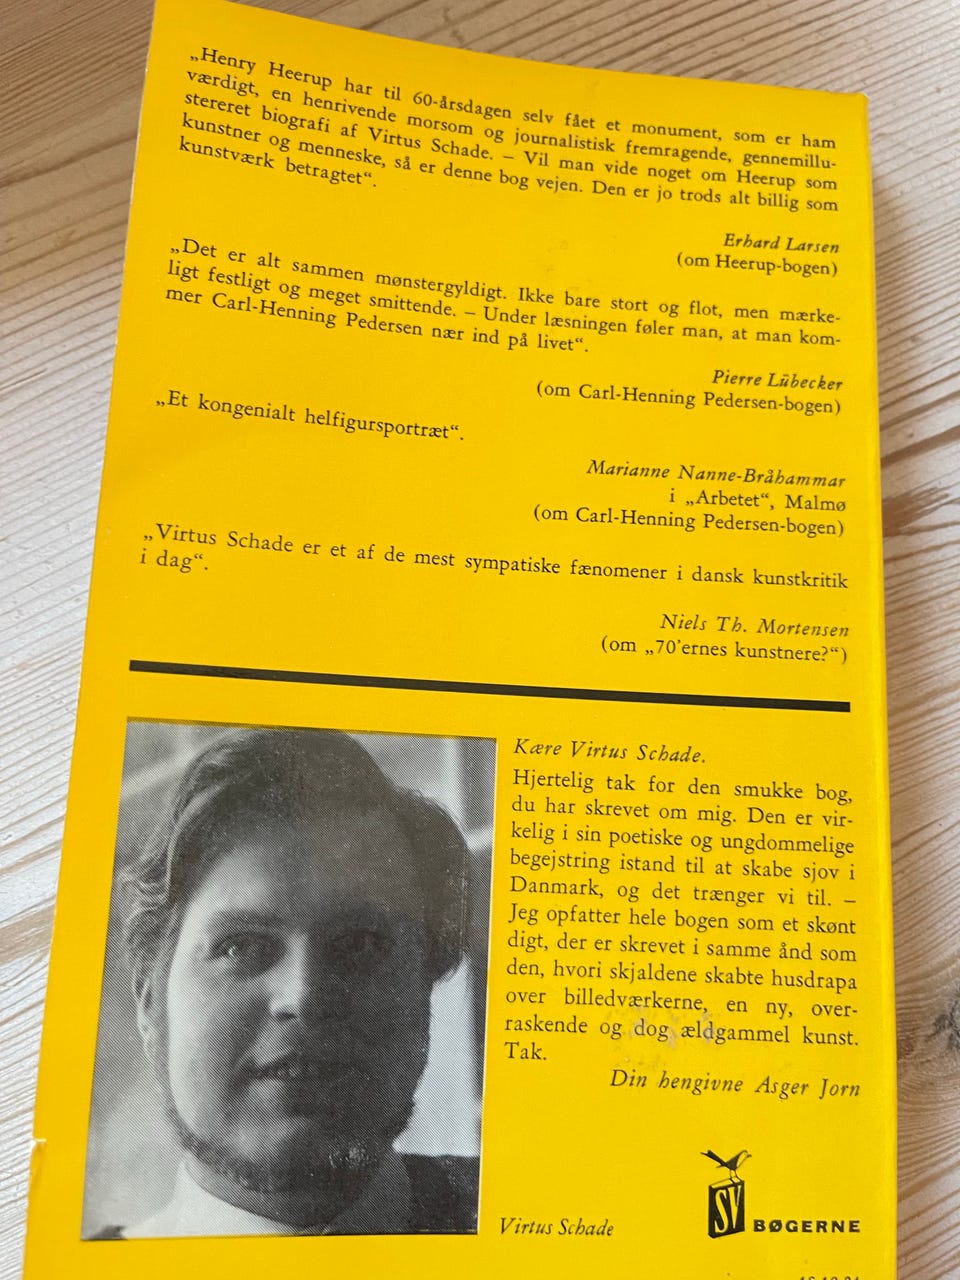 „Henry Heerup har til 60-årsdagen selv fået et monument, som er ham
værdigt, en henrivende morsom og journalistisk fremragende, gennemillu-
stereret biografi af Virtus Schade. – Vil man vide noget om Heerup som
kunstner og menneske, så er denne bog vejen. Den er jo trods alt billig som
kunstværk betragtet“.
Erhard Larsen
(om Heerup-bogen)
„Det er alt sammen mønstergyldigt. Ikke bare stort og flot, men mærke-
ligt festligt og meget smittende. – Under læsningen føler man, at man kom-
mer Carl-Henning Pedersen nær ind på livet“.
Pierre Lübecker
(om Carl-Henning Pedersen-bogen)
„Et kongenialt helfigursportræt“.
Marianne Nanne-Bråhammar
i „Arbetet“, Malmø
(om Carl-Henning Pedersen-bogen)
„Virtus Schade er et af de mest sympatiske fænomener i dansk kunstkritik
i dag“.
Niels Th. Mortensen
(om „70'ernes kunstnere?“)
Kære Virtus Schade.
Hjertelig tak for den smukke bog,
du har skrevet om mig. Den er vir-
kelig i sin poetiske og ungdommelige
begejstring istand til at skabe sjov i
Danmark, og det trænger vi til. –
Jeg opfatter hele bogen som et skønt
digt, der er skrevet i samme ånd som
den, hvori skjaldene skabte husdrapa
over billedværkerne, en ny, over-
raskende og dog ældgammel kunst.
Tak.
Din hengivne Asger Jorn
Virtus Schade
SV BØGERNE